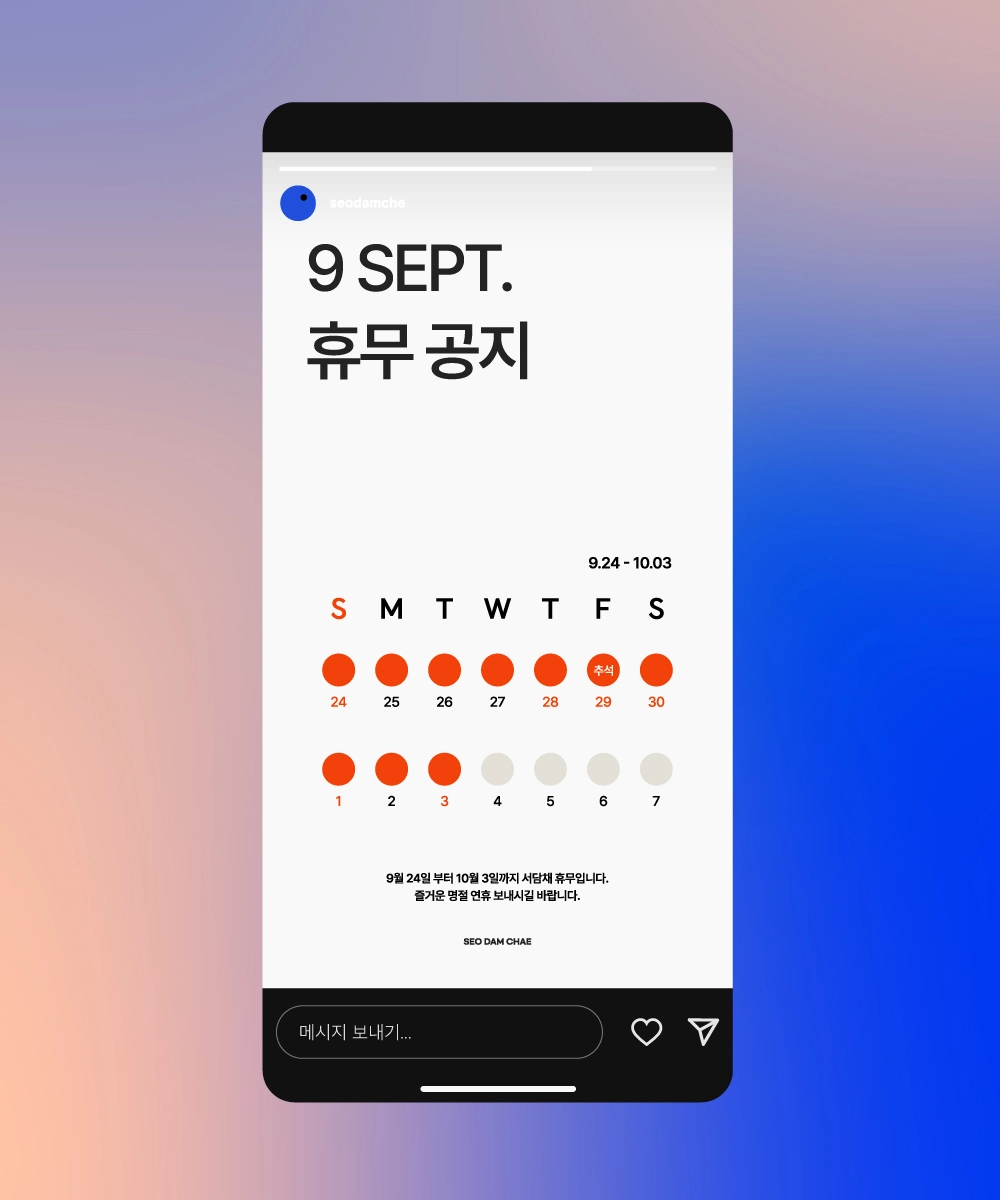 seodamche
9 SEPT.
휴무 공지
9.24 - 10.03
S M T W T F S
추석
24 25 26 27 28 29 30
1 2 3 4 5 6 7
9월 24일 부터 10월 3일까지 서담채 휴무입니다.
즐거운 명절 연휴 보내시길 바랍니다.
SEO DAM CHAE
메시지 보내기...